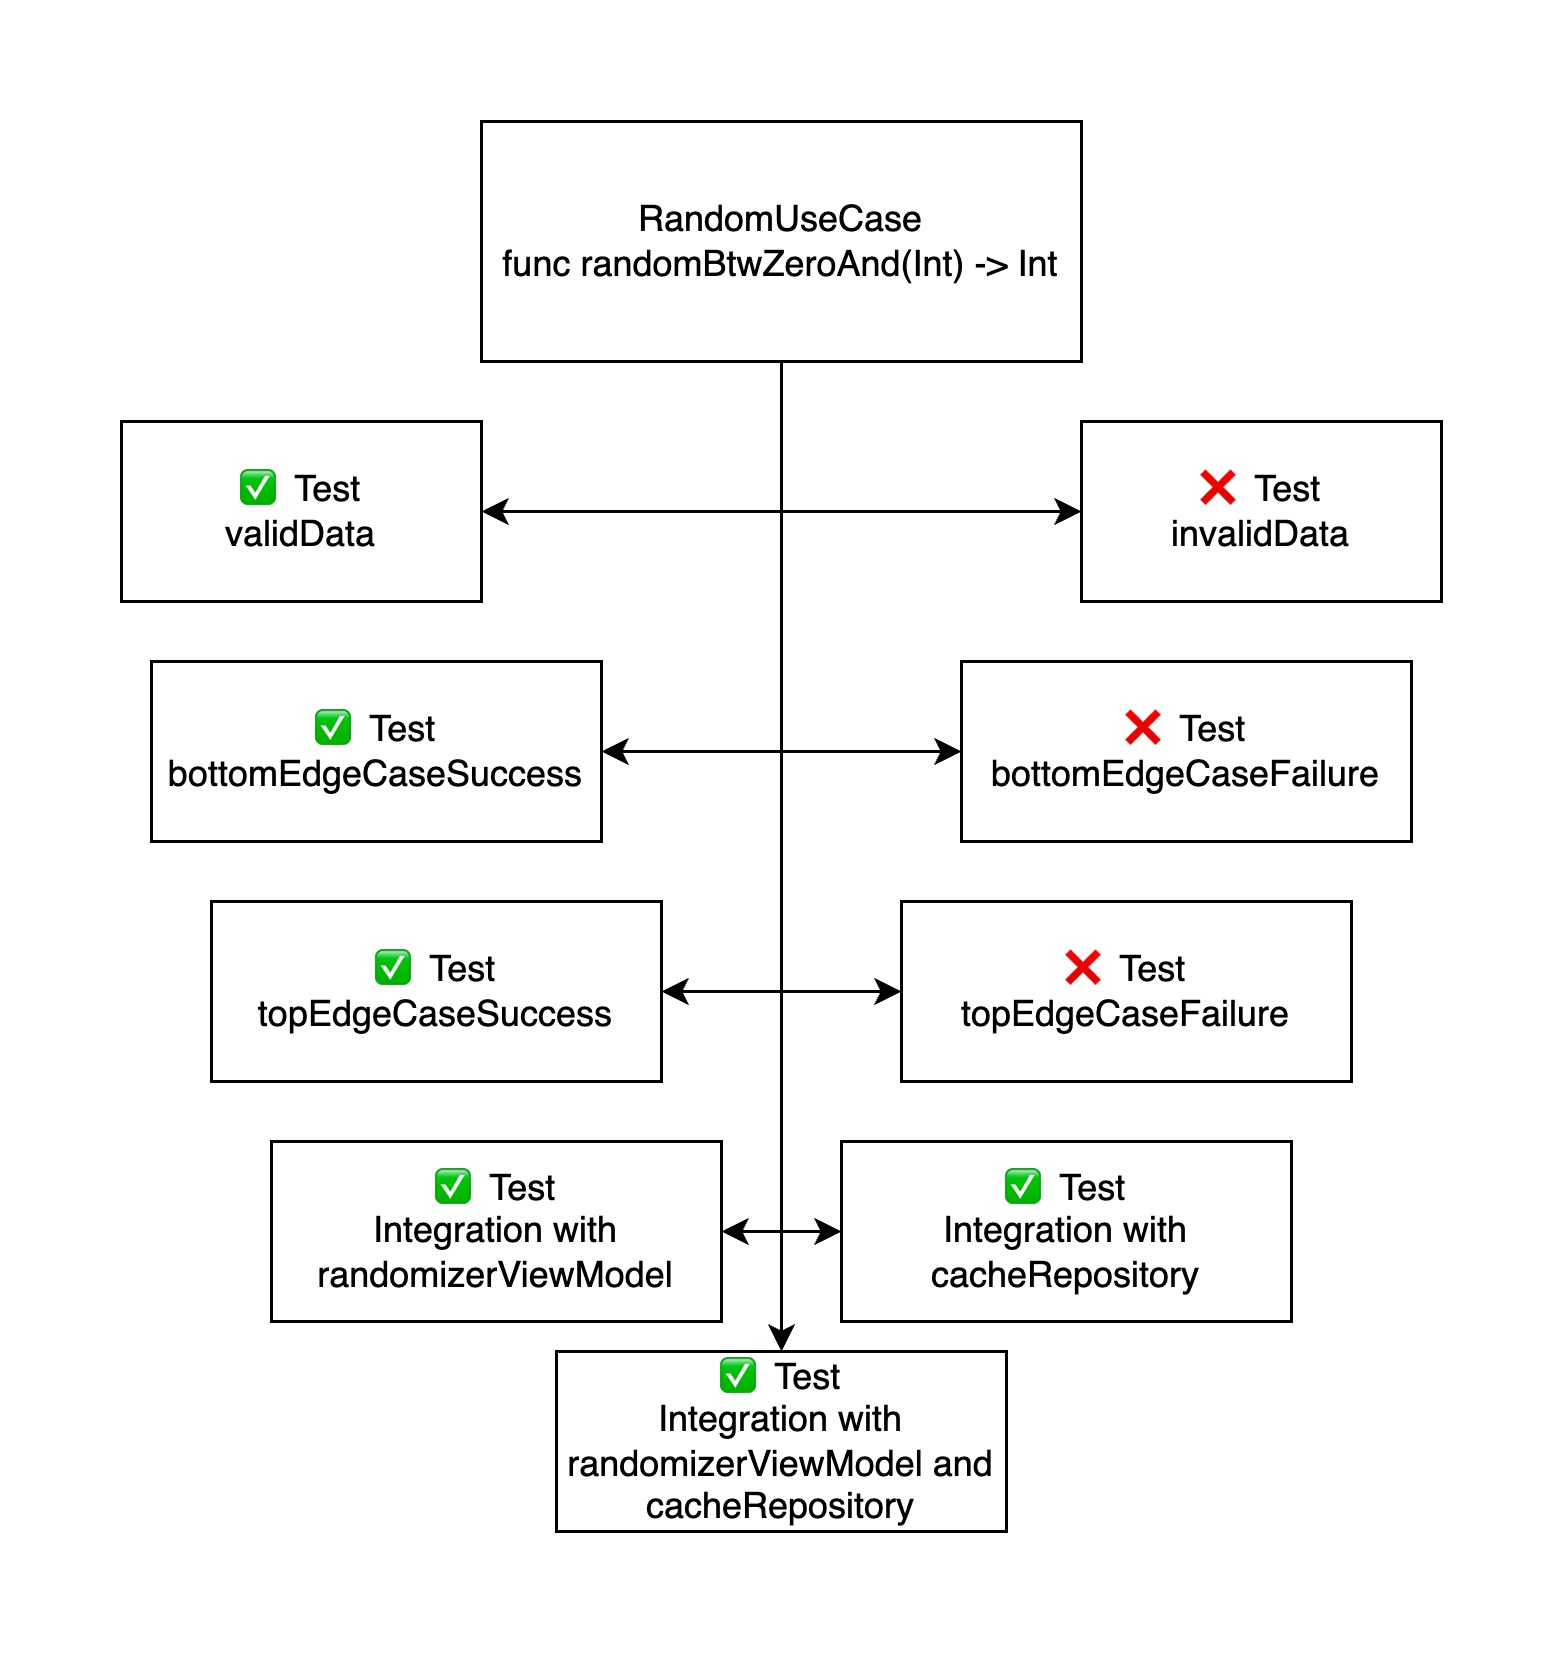 RandomUseCase
func randomBtwZeroAnd(Int) -> Int
✅ Test
validData
❌ Test
invalidData
✅ Test
bottomEdgeCaseSuccess
❌ Test
bottomEdgeCaseFailure
✅ Test
topEdgeCaseSuccess
❌ Test
topEdgeCaseFailure
✅ Test
Integration with
randomizerViewModel
✅ Test
Integration with
cacheRepository
✅ Test
Integration with
randomizerViewModel and
cacheRepository